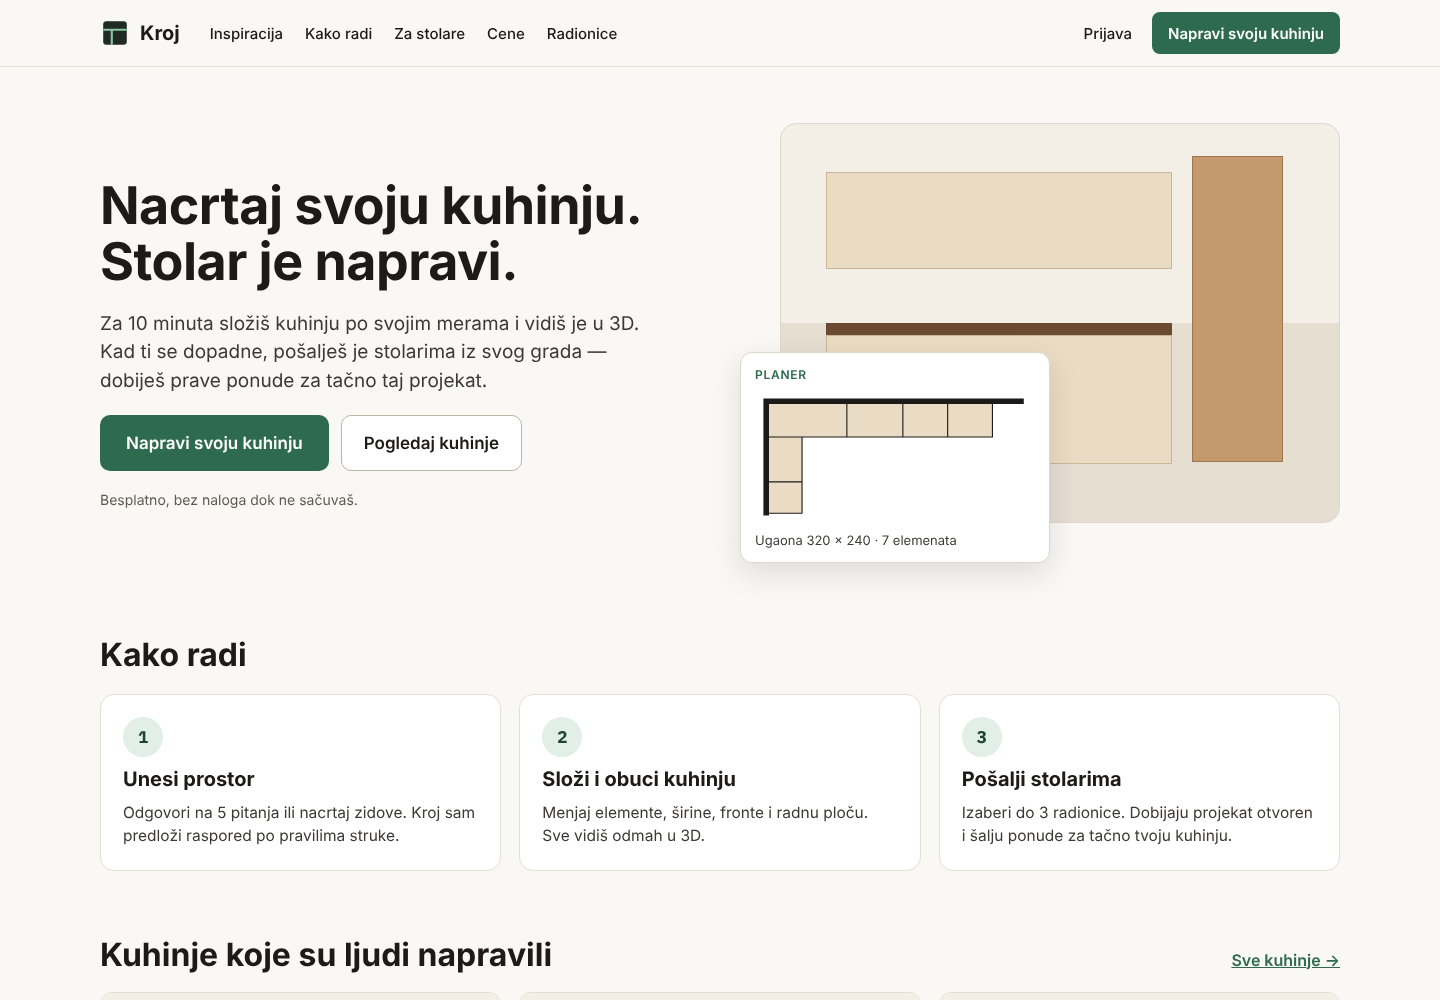 Kroj
Inspiracija
Kako radi
Za stolare
Cene
Radionice
Prijava
Napravi svoju kuhinju
Nacrtaj svoju kuhinju.
Stolar je napravi.
Za 10 minuta složiš kuhinju po svojim merama i vidiš je u 3D.
Kad ti se dopadne, pošalješ je stolarima iz svog grada —
dobiješ prave ponude za tačno taj projekat.
Napravi svoju kuhinju
Pogledaj kuhinje
Besplatno, bez naloga dok ne sačuvaš.
PLANER
Ugaona 320 × 240 · 7 elemenata
Kako radi
1
Unesi prostor
Odgovori na 5 pitanja ili nacrtaj zidove. Kroj sam
predloži raspored po pravilima struke.
2
Složi i obuci kuhinju
Menjaj elemente, širine, fronte i radnu ploču.
Sve vidiš odmah u 3D.
3
Pošalji stolarima
Izaberi do 3 radionice. Dobijaju projekat otvoren
i šalju ponude za tačno tvoju kuhinju.
Kuhinje koje su ljudi napravili
Sve kuhinje →